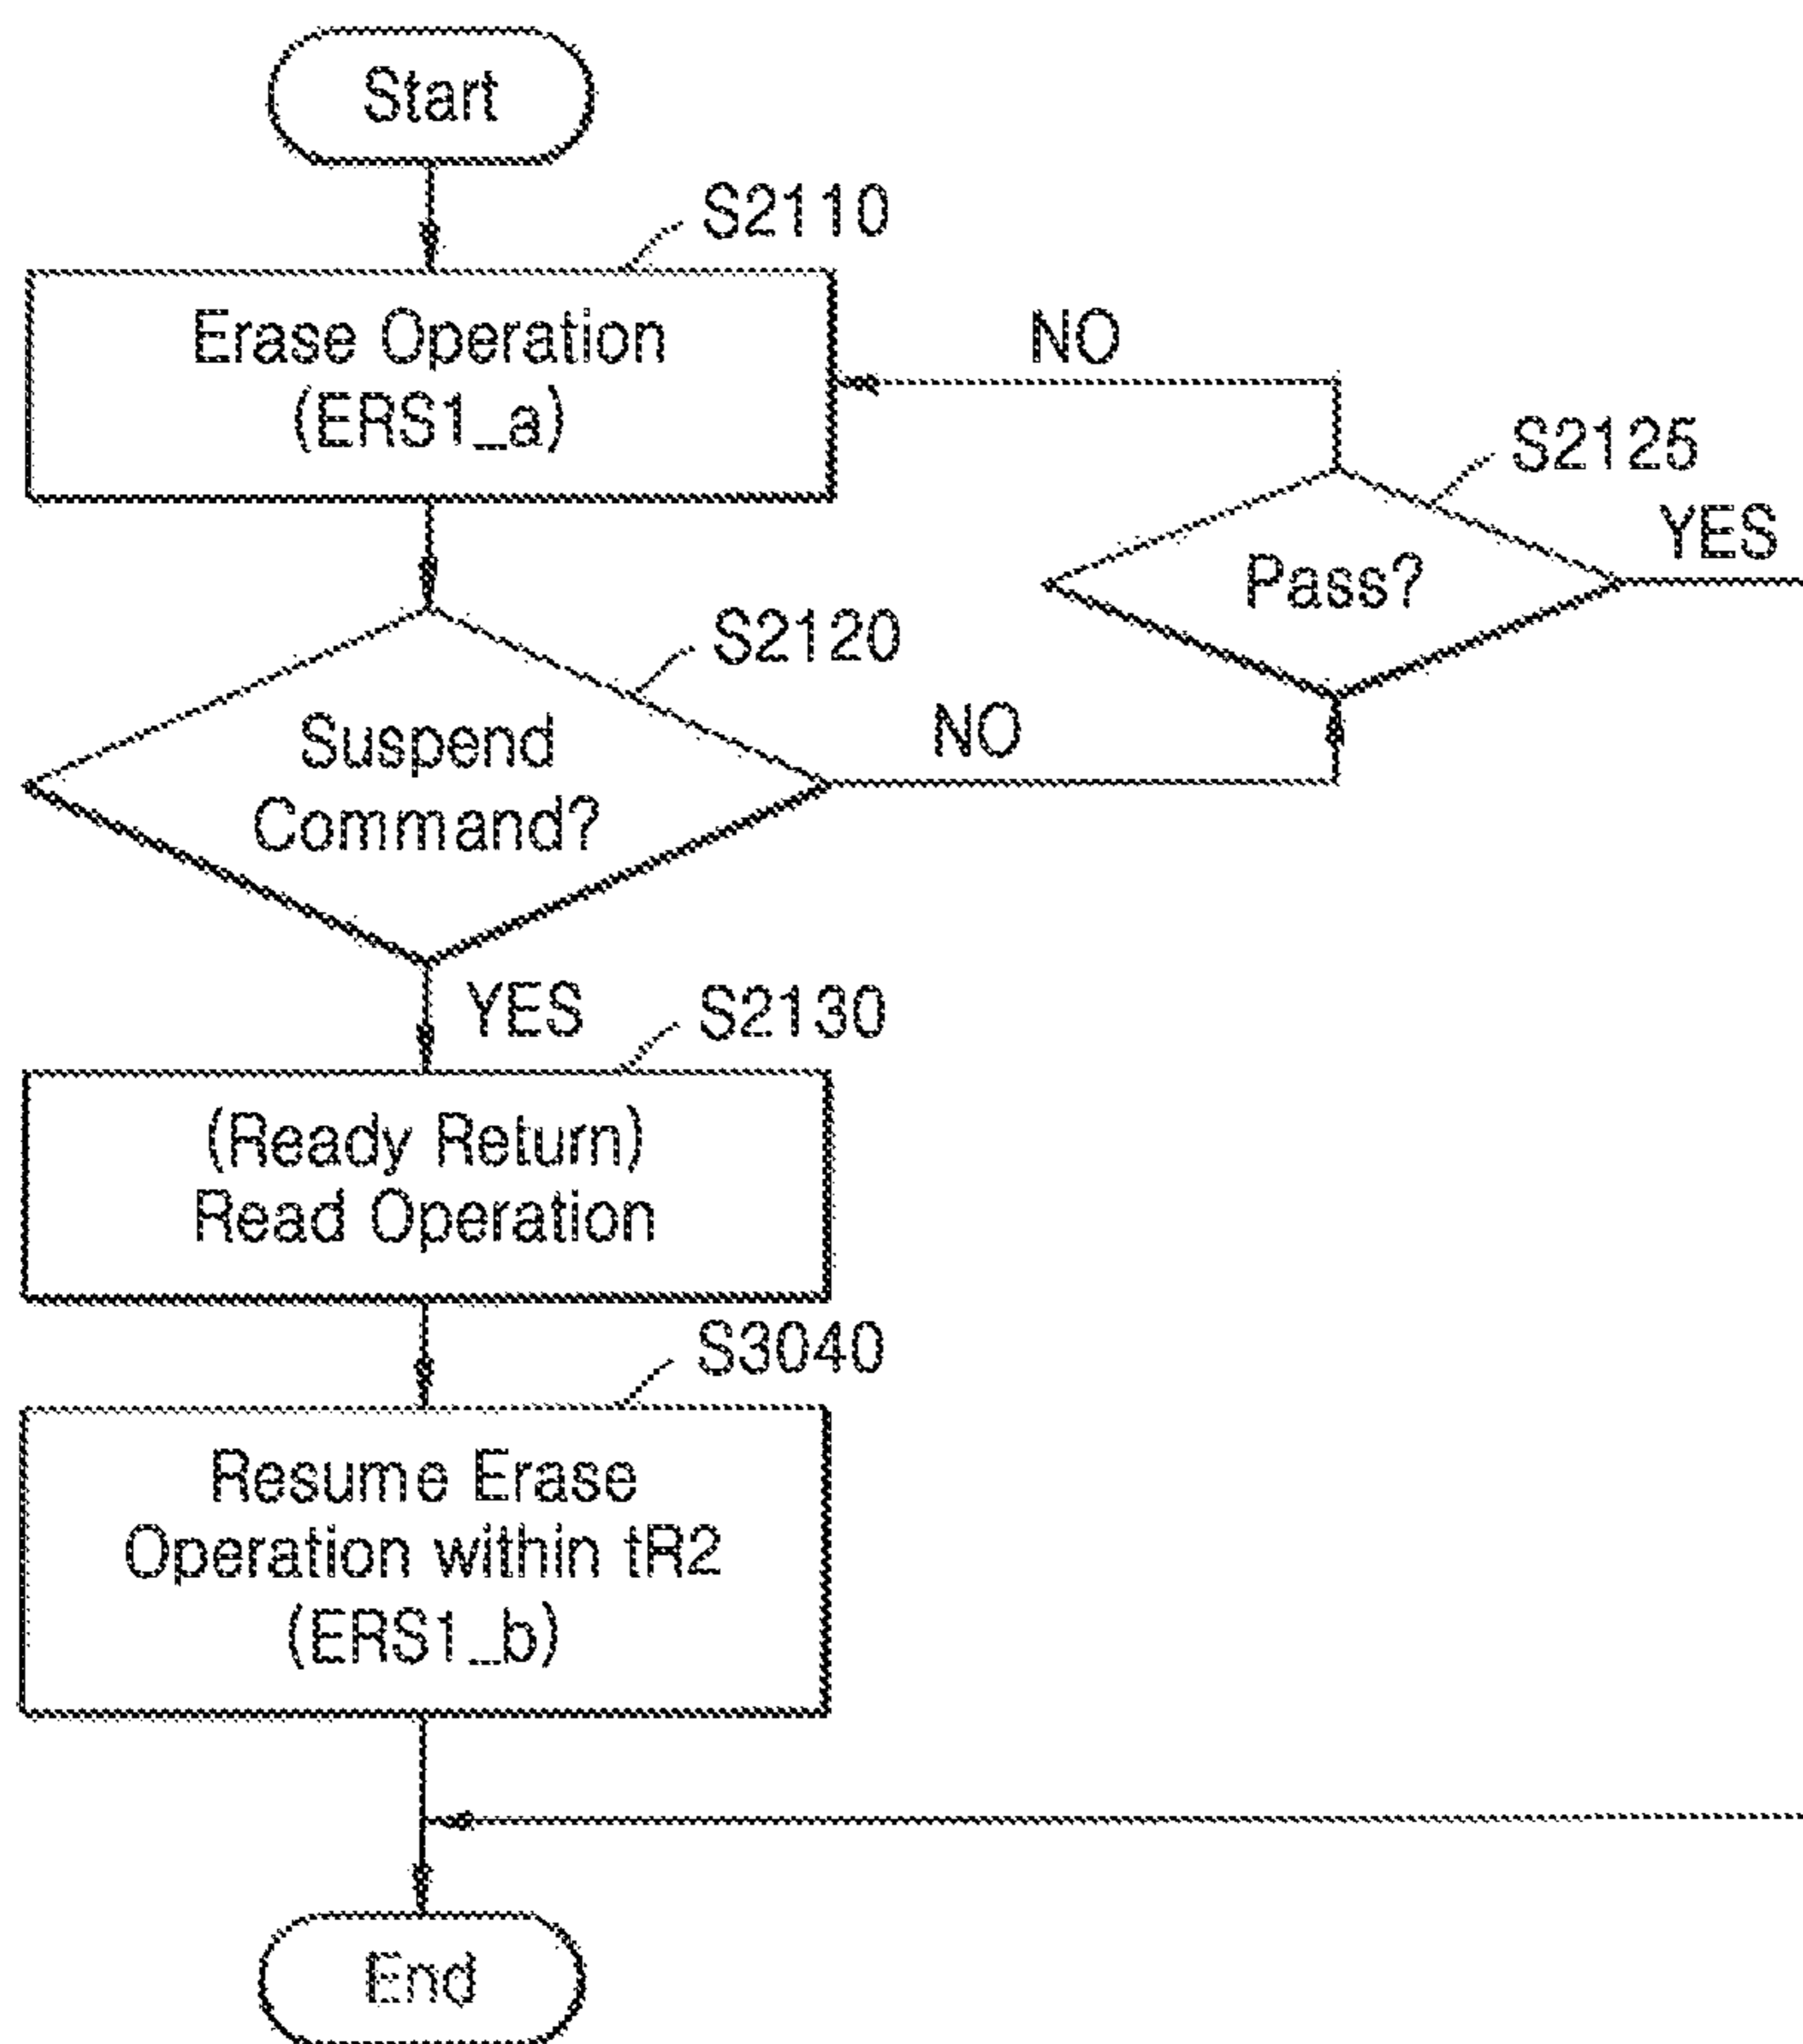 Start
S2110
Erase Operation
(ERS1_a)
NO
S2125
Pass?
YES
S2120
Suspend
Command?
NO
YES
S2130
(Ready Return)
Read Operation
S3040
Resume Erase
Operation within tR2
(ERS1_b)
End